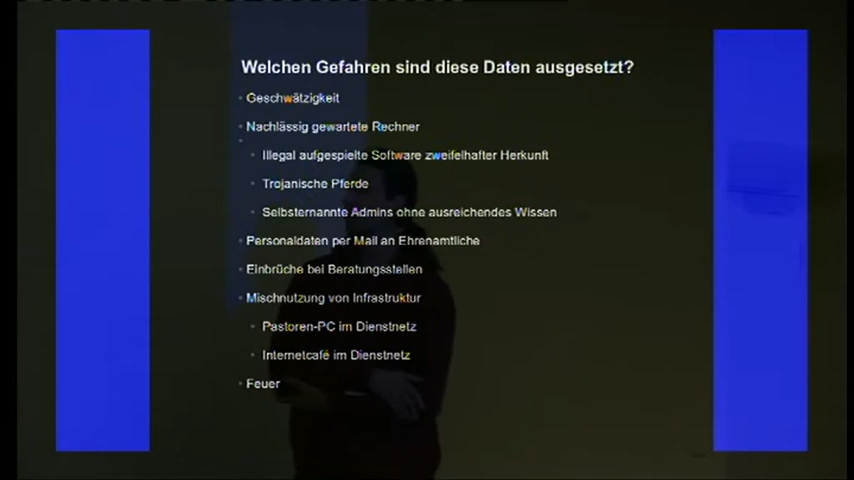 Welchen Gefahren sind diese Daten ausgesetzt?
Geschwätzigkeit
Nachlässig gewartete Rechner
Illegal aufgespielte Software zweifelhafter Herkunft
Trojanische Pferde
Selbsternannte Admins ohne ausreichendes Wissen
Personaldaten per Mail an Ehrenamtliche
Einbrüche bei Beratungsstellen
Mischnutzung von Infrastruktur
Pastoren-PC im Dienstnetz
Internetcafé im Dienstnetz
Feuer